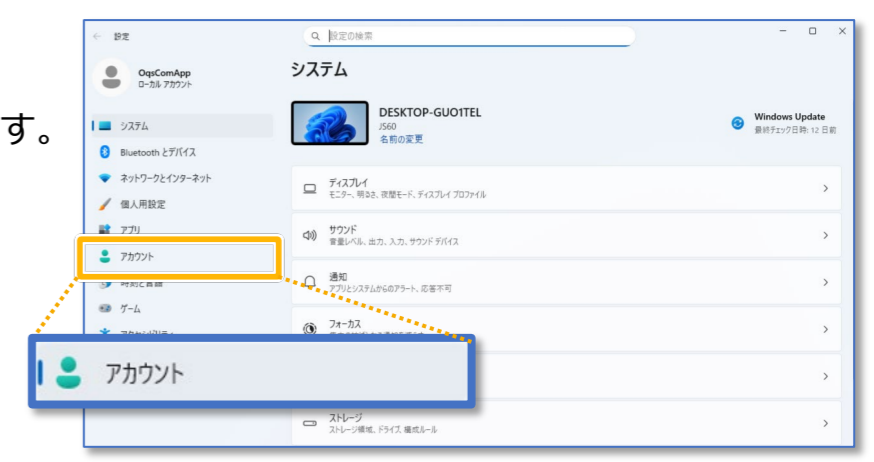 す。
設定
設定の検索
OqsComApp
ローカル アカウント
システム
Bluetooth とデバイス
ネットワークとインターネット
個人用設定
アプリ
アカウント
時刻と言語
ゲーム
アカウント
システム
DESKTOP-GUO1TEL
JS60
名前の変更
Windows Update
最終チェック日時: 12 日前
ディスプレイ
モニター、明るさ、夜間モード、ディスプレイ プロファイル
サウンド
音量レベル、出力、入力、サウンド デバイス
通知
アプリとシステムからのアラート、応答不可
フォーカス
ストレージ
ストレージ領域、ドライブ、構成ルール